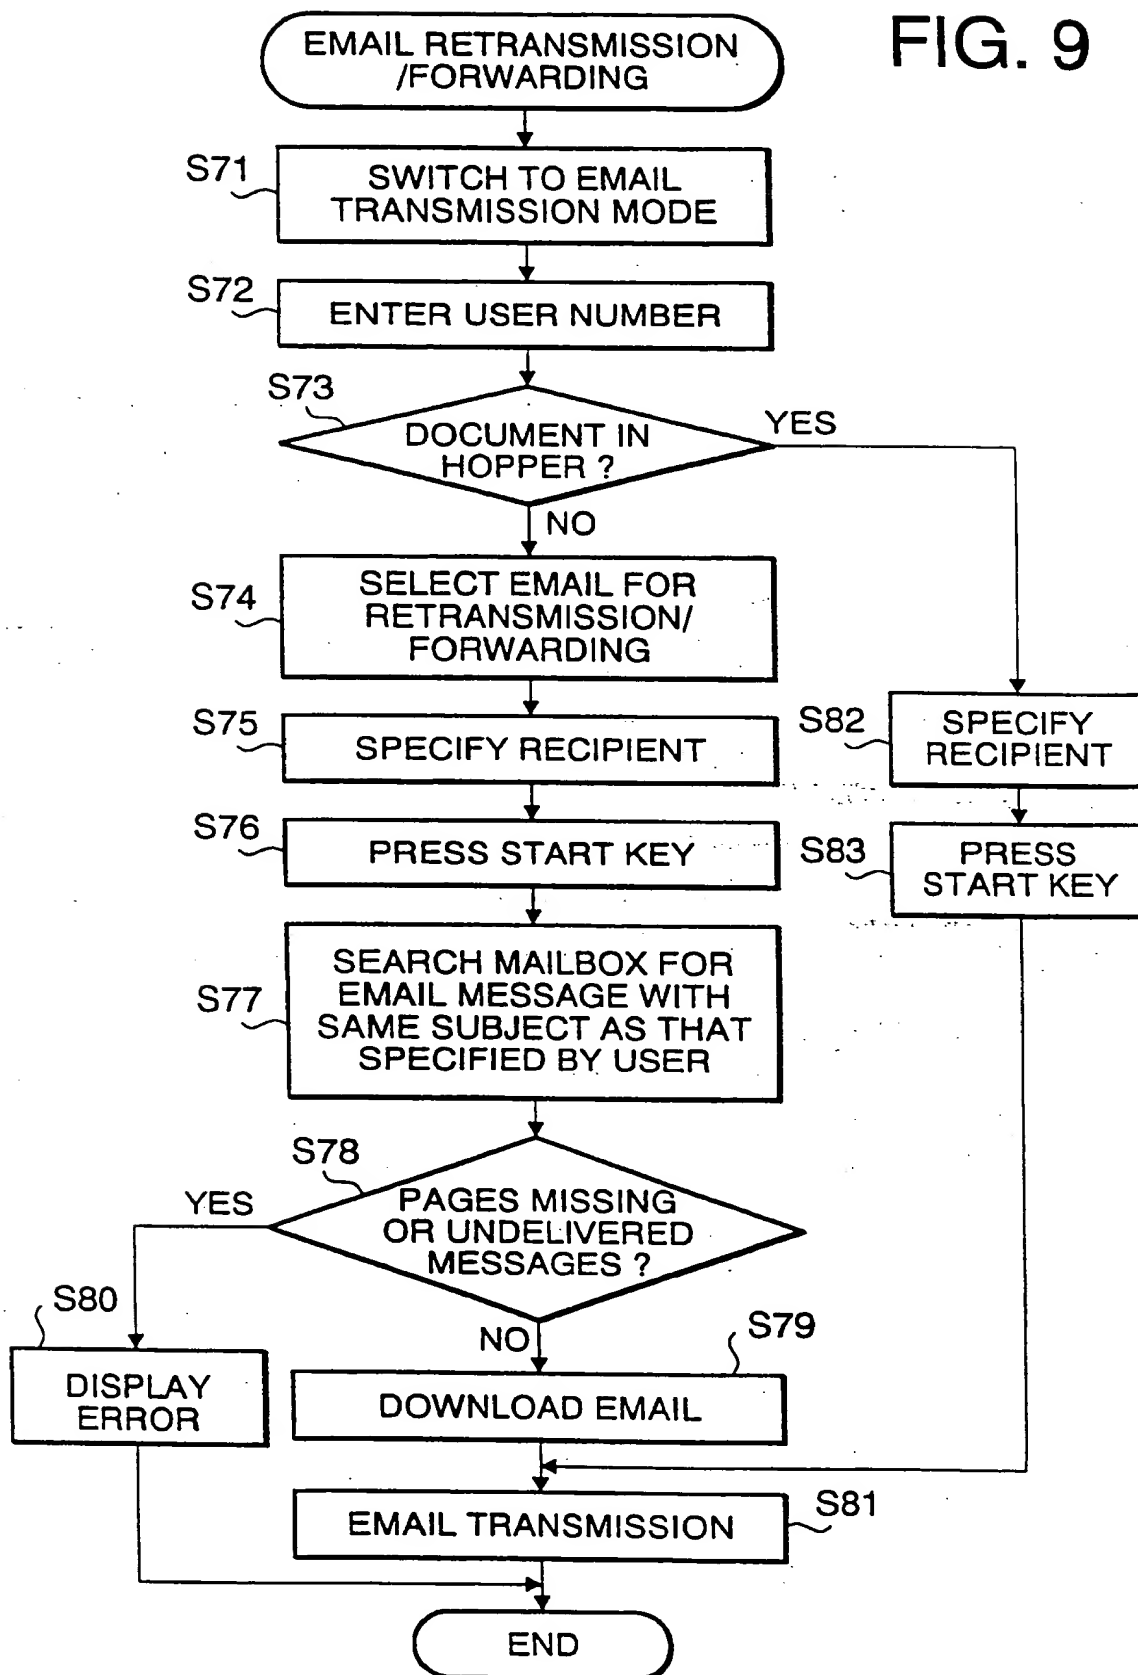 FIG. 9
EMAIL RETRANSMISSION
/FORWARDING
S71
SWITCH TO EMAIL
TRANSMISSION MODE
S72
ENTER USER NUMBER
S73
DOCUMENT IN
HOPPER ?
YES
NO
S74
SELECT EMAIL FOR
RETRANSMISSION/
FORWARDING
S75
SPECIFY RECIPIENT
S82
SPECIFY
RECIPIENT
S76
PRESS START KEY
S83
PRESS
START KEY
S77
SEARCH MAILBOX FOR
EMAIL MESSAGE WITH
SAME SUBJECT AS THAT
SPECIFIED BY USER
S78
PAGES MISSING
OR UNDELIVERED
MESSAGES ?
YES
NO
S80
DISPLAY
ERROR
S79
DOWNLOAD EMAIL
S81
EMAIL TRANSMISSION
END